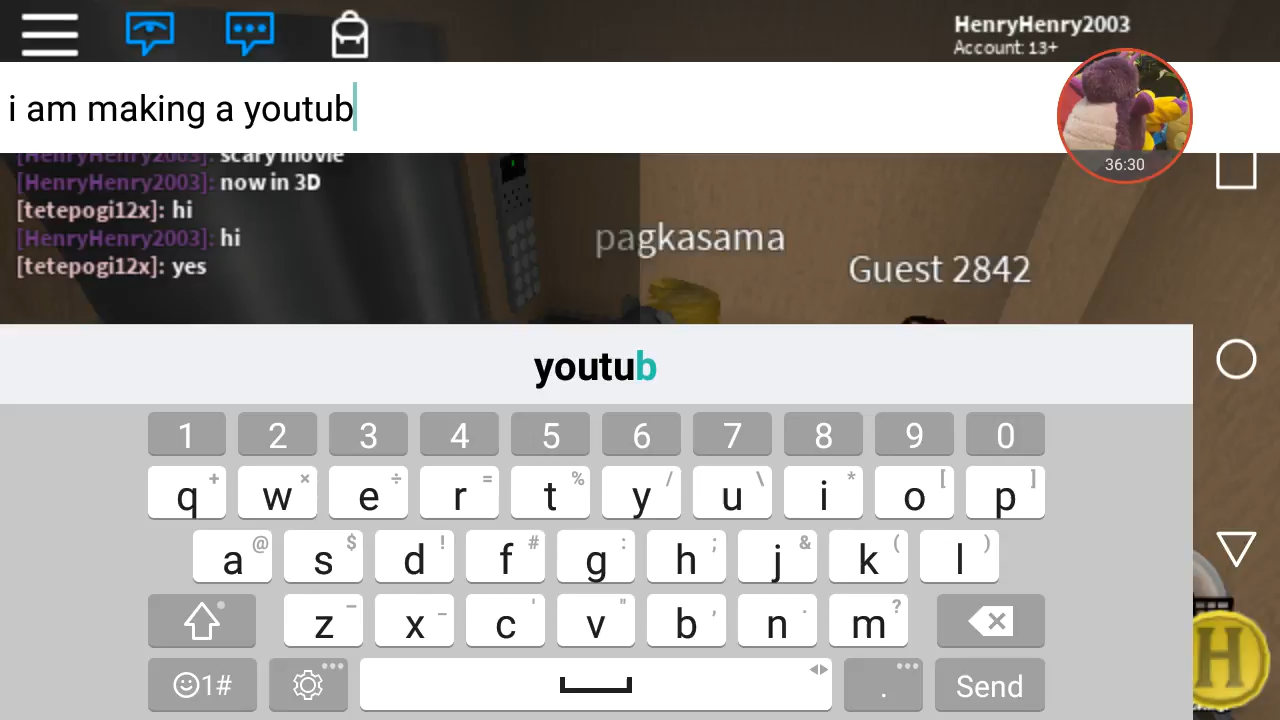 HenryHenry2003
Account: 13+
i am making a youtub
36:30
[HenryHenry2003]: scary movie
[HenryHenry2003]: now in 3D
[tetepogi12x]: hi
[HenryHenry2003]: hi
[tetepogi12x]: yes
pagkasama
Guest 2842
youtub
1 2 3 4 5 6 7 8 9 0
q + w × e ÷ r = t % y / u \ i * o [ p ]
a @ s $ d ! f # g : h ; j & k ( l )
z – x _ c ' v " b , n . m ?
☺1# . Send
H